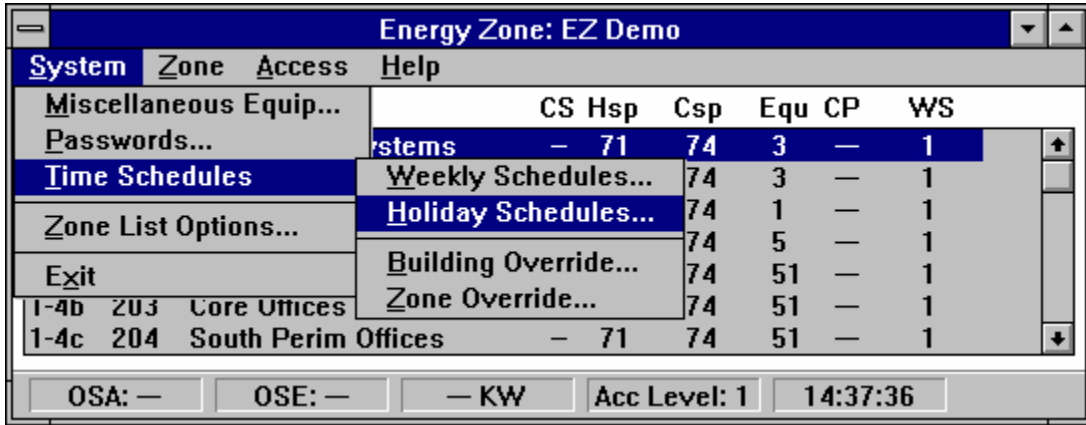 Energy Zone: EZ Demo
System Zone Access Help
Miscellaneous Equip... CS Hsp Csp Equ CP WS
Passwords... ystems — 71 74 3 — 1
Time Schedules Weekly Schedules... 74 3 — 1
Holiday Schedules... 74 1 — 1
Zone List Options... 74 5 — 1
Exit Building Override... 74 51 — 1
1-4b 203 Core Offices Zone Override... 74 51 — 1
1-4c 204 South Perim Offices — 71 74 51 — 1
OSA: — OSE: — — KW Acc Level: 1 14:37:36